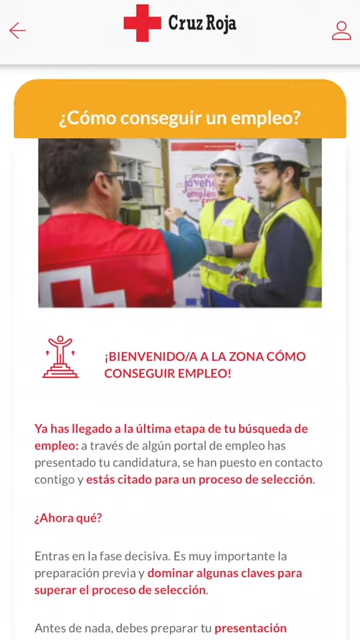 Cruz Roja
¿Cómo conseguir un empleo?
¡BIENVENIDO/A A LA ZONA CÓMO
CONSEGUIR EMPLEO!
Ya has llegado a la última etapa de tu búsqueda de
empleo: a través de algún portal de empleo has
presentado tu candidatura, se han puesto en contacto
contigo y estás citado para un proceso de selección.
¿Ahora qué?
Entras en la fase decisiva. Es muy importante la
preparación previa y dominar algunas claves para
superar el proceso de selección.
Antes de nada, debes preparar tu presentación